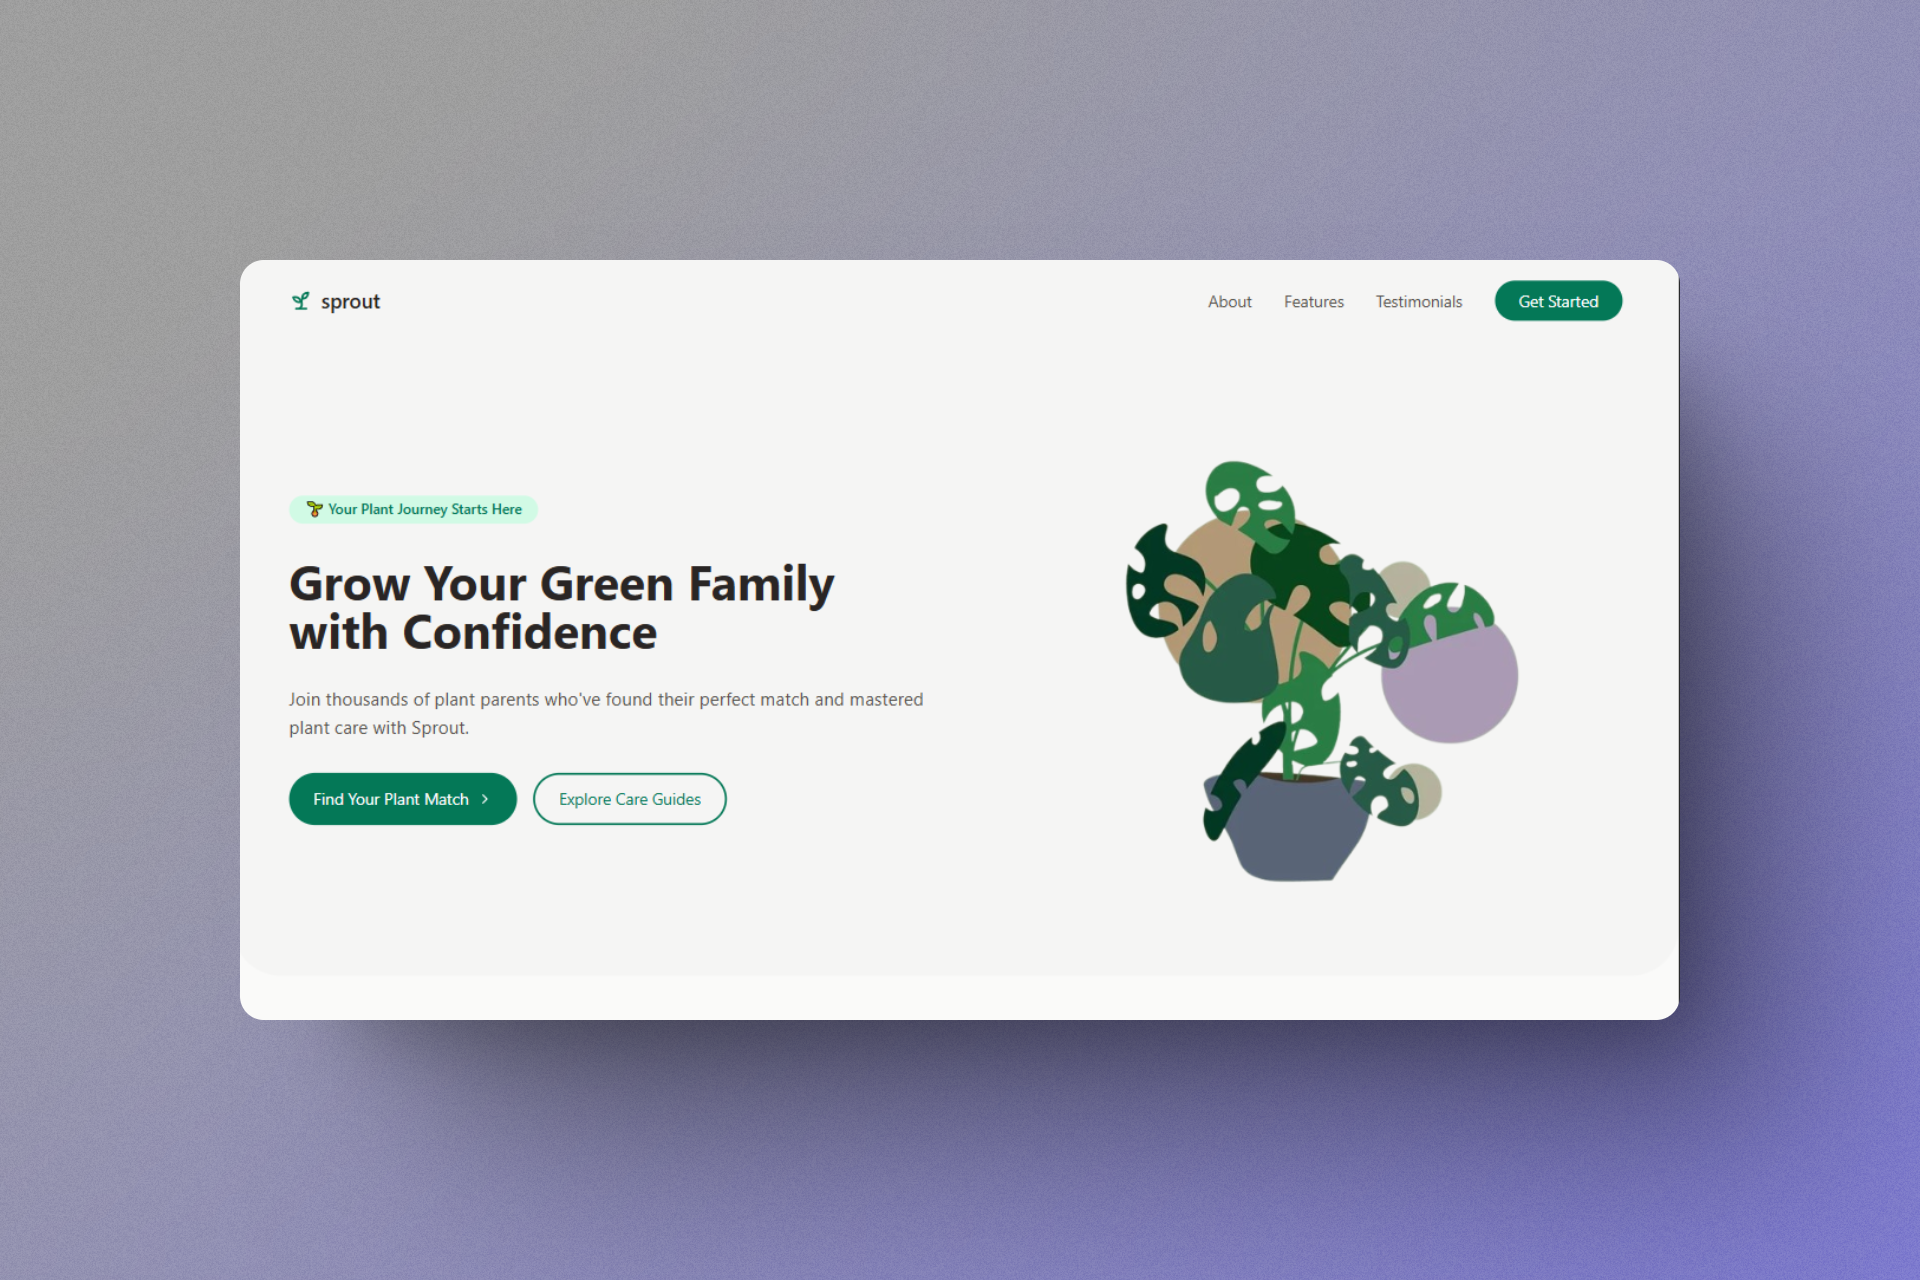 sprout
About
Features
Testimonials
Get Started
Your Plant Journey Starts Here
Grow Your Green Family
with Confidence
Join thousands of plant parents who've found their perfect match and mastered
plant care with Sprout.
Find Your Plant Match
Explore Care Guides